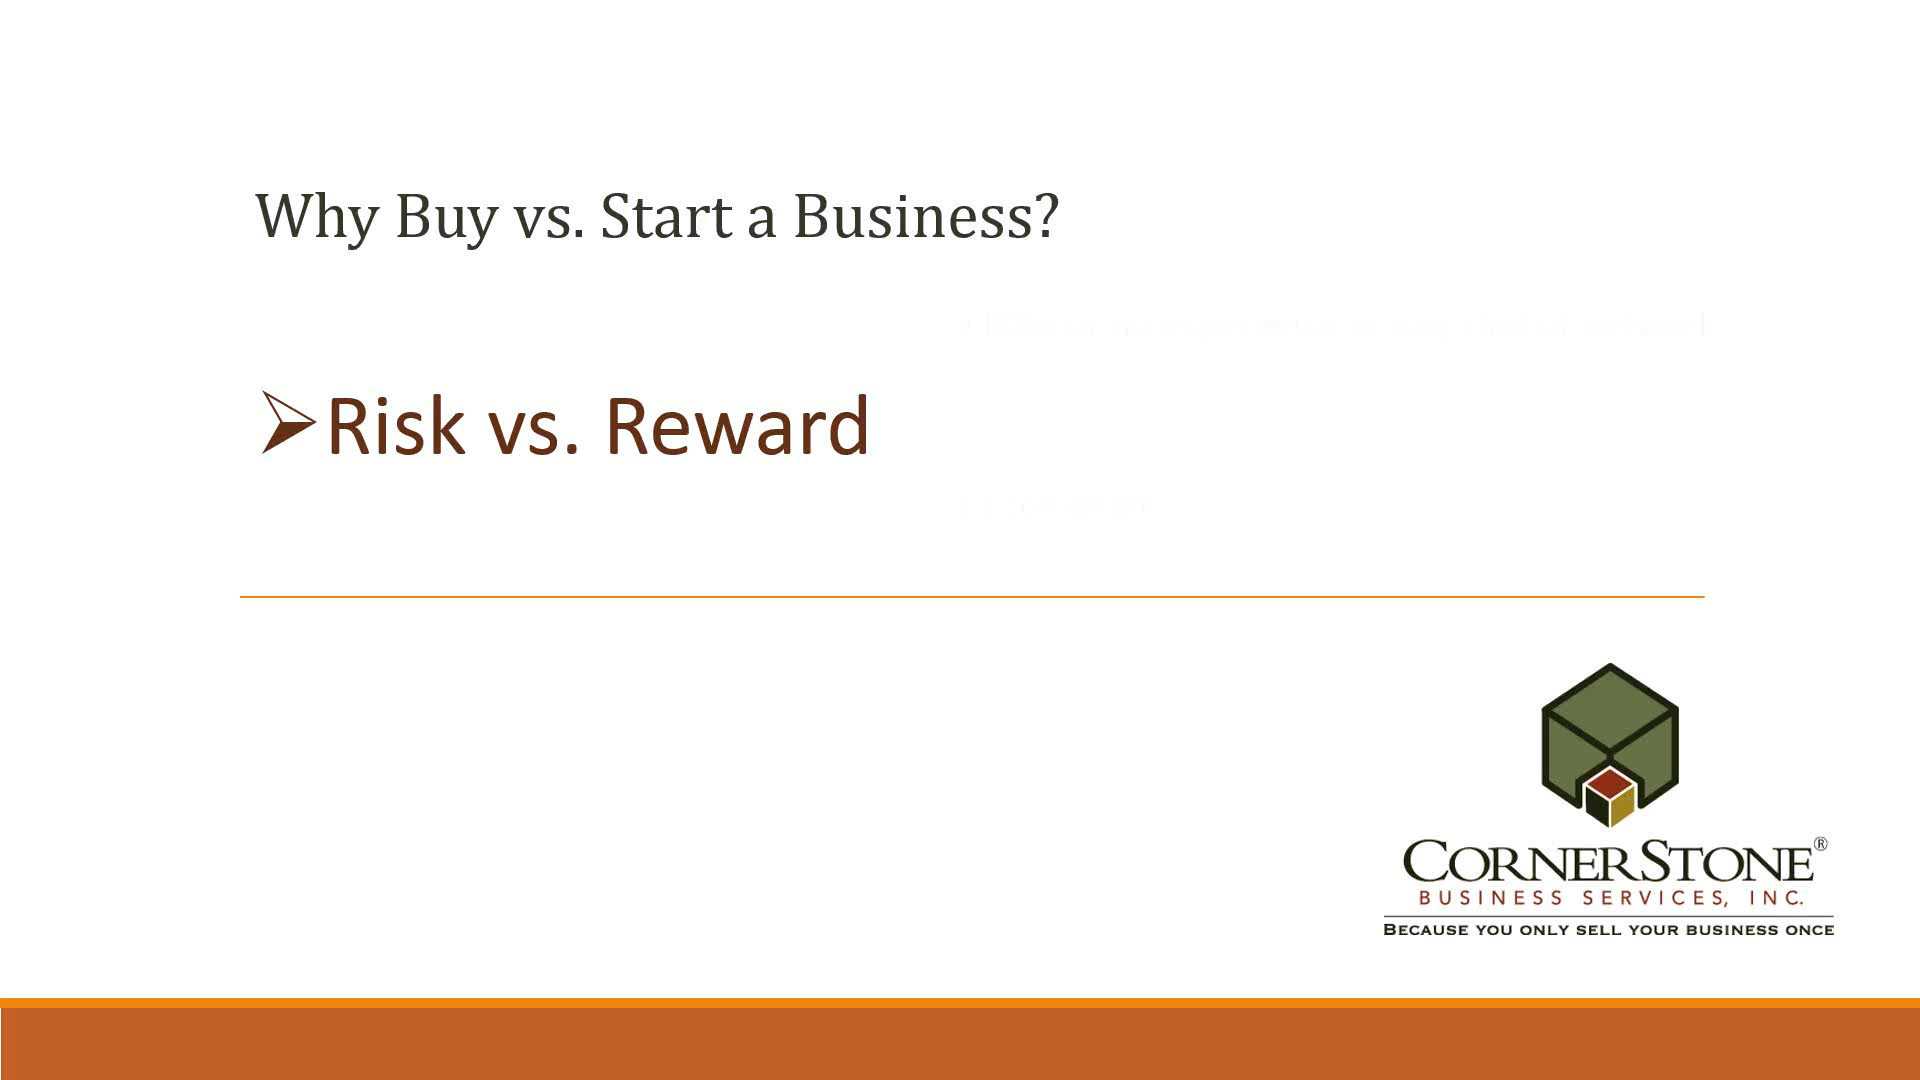 Why Buy vs. Start a Business?
➢Risk vs. Reward
CORNERSTONE®
BUSINESS SERVICES, INC.
BECAUSE YOU ONLY SELL YOUR BUSINESS ONCE